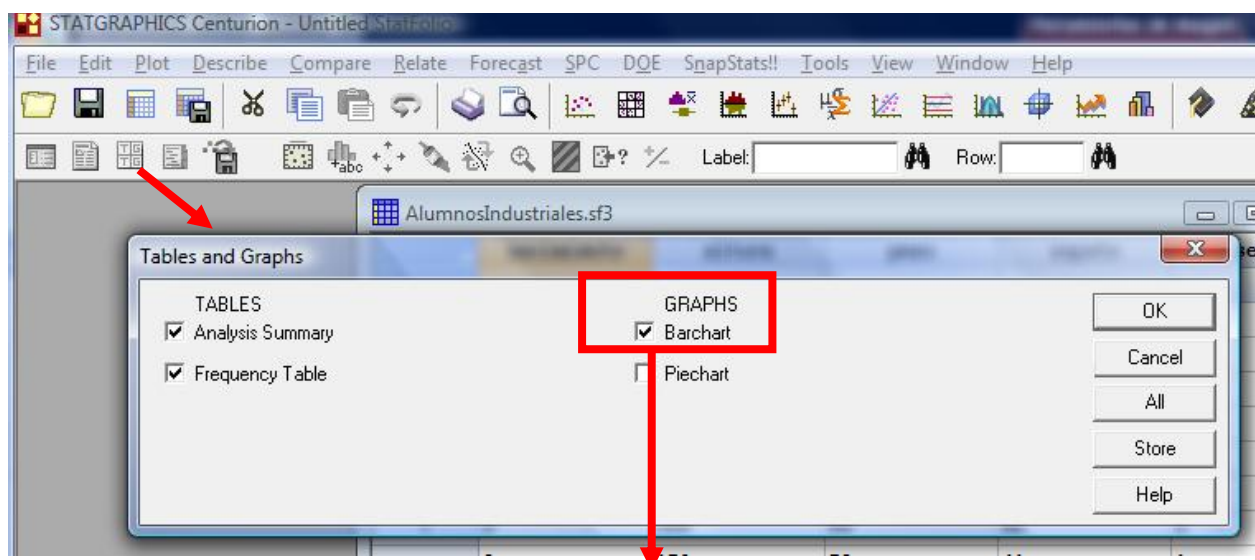 STATGRAPHICS Centurion - Untitled StatFolio
File Edit Plot Describe Compare Relate Forecast SPC DOE SnapStats!! Tools View Window Help
Label: Row:
AlumnosIndustriales.sf3
Tables and Graphs
TABLES GRAPHS
Analysis Summary Barchart
Frequency Table Piechart
OK
Cancel
All
Store
Help